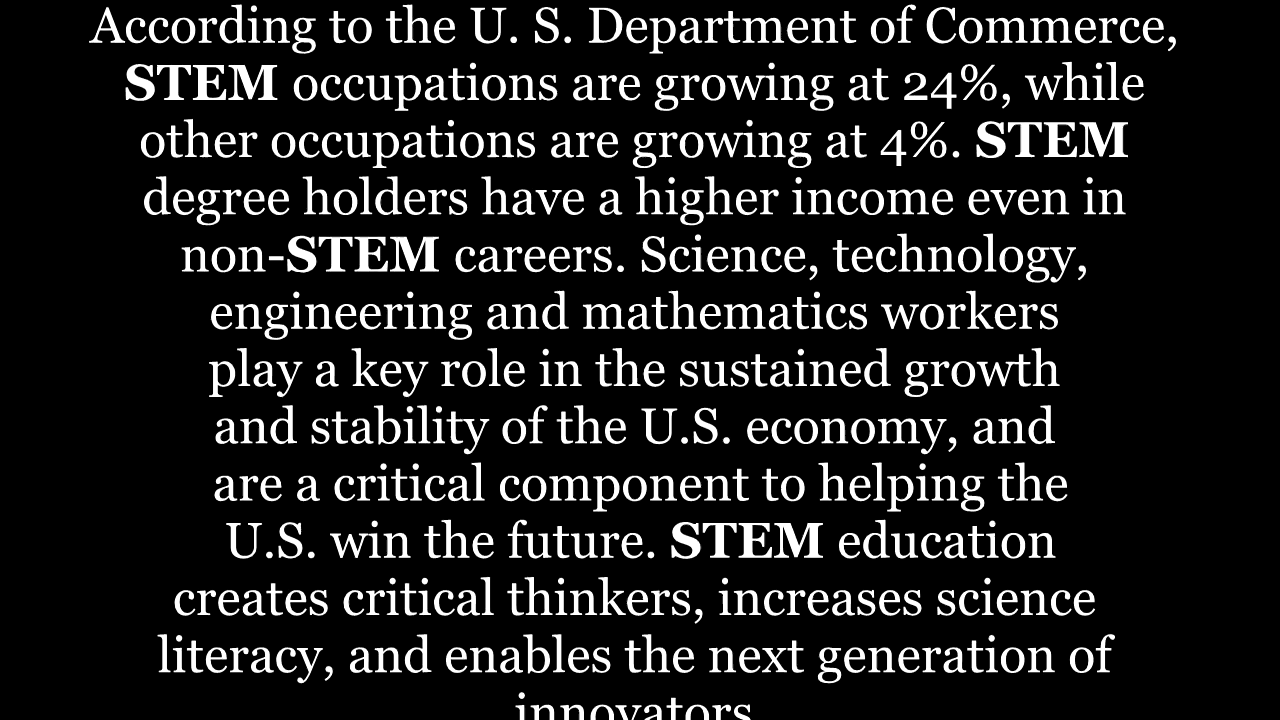 According to the U. S. Department of Commerce,
STEM occupations are growing at 24%, while
other occupations are growing at 4%. STEM
degree holders have a higher income even in
non-STEM careers. Science, technology,
engineering and mathematics workers
play a key role in the sustained growth
and stability of the U.S. economy, and
are a critical component to helping the
U.S. win the future. STEM education
creates critical thinkers, increases science
literacy, and enables the next generation of
innovators.